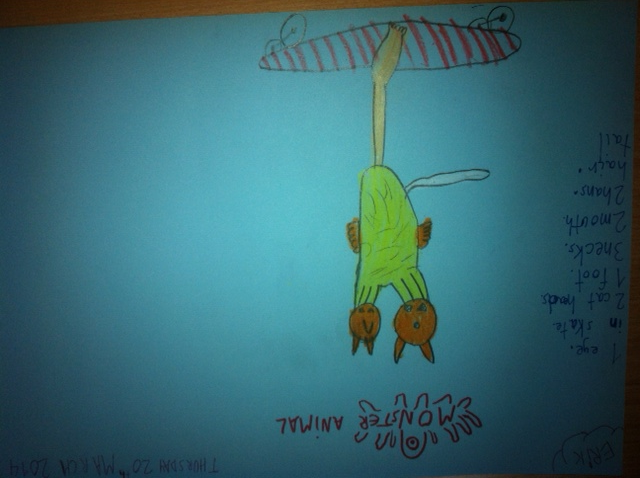 ERIK
THURSDAY 20th MARCH 2014
MONSTER ANIMAL
1 eye.
in skate.
2 cat heads
1 foot.
3 necks.
2 mouth.
2 hans.
hair.
tail